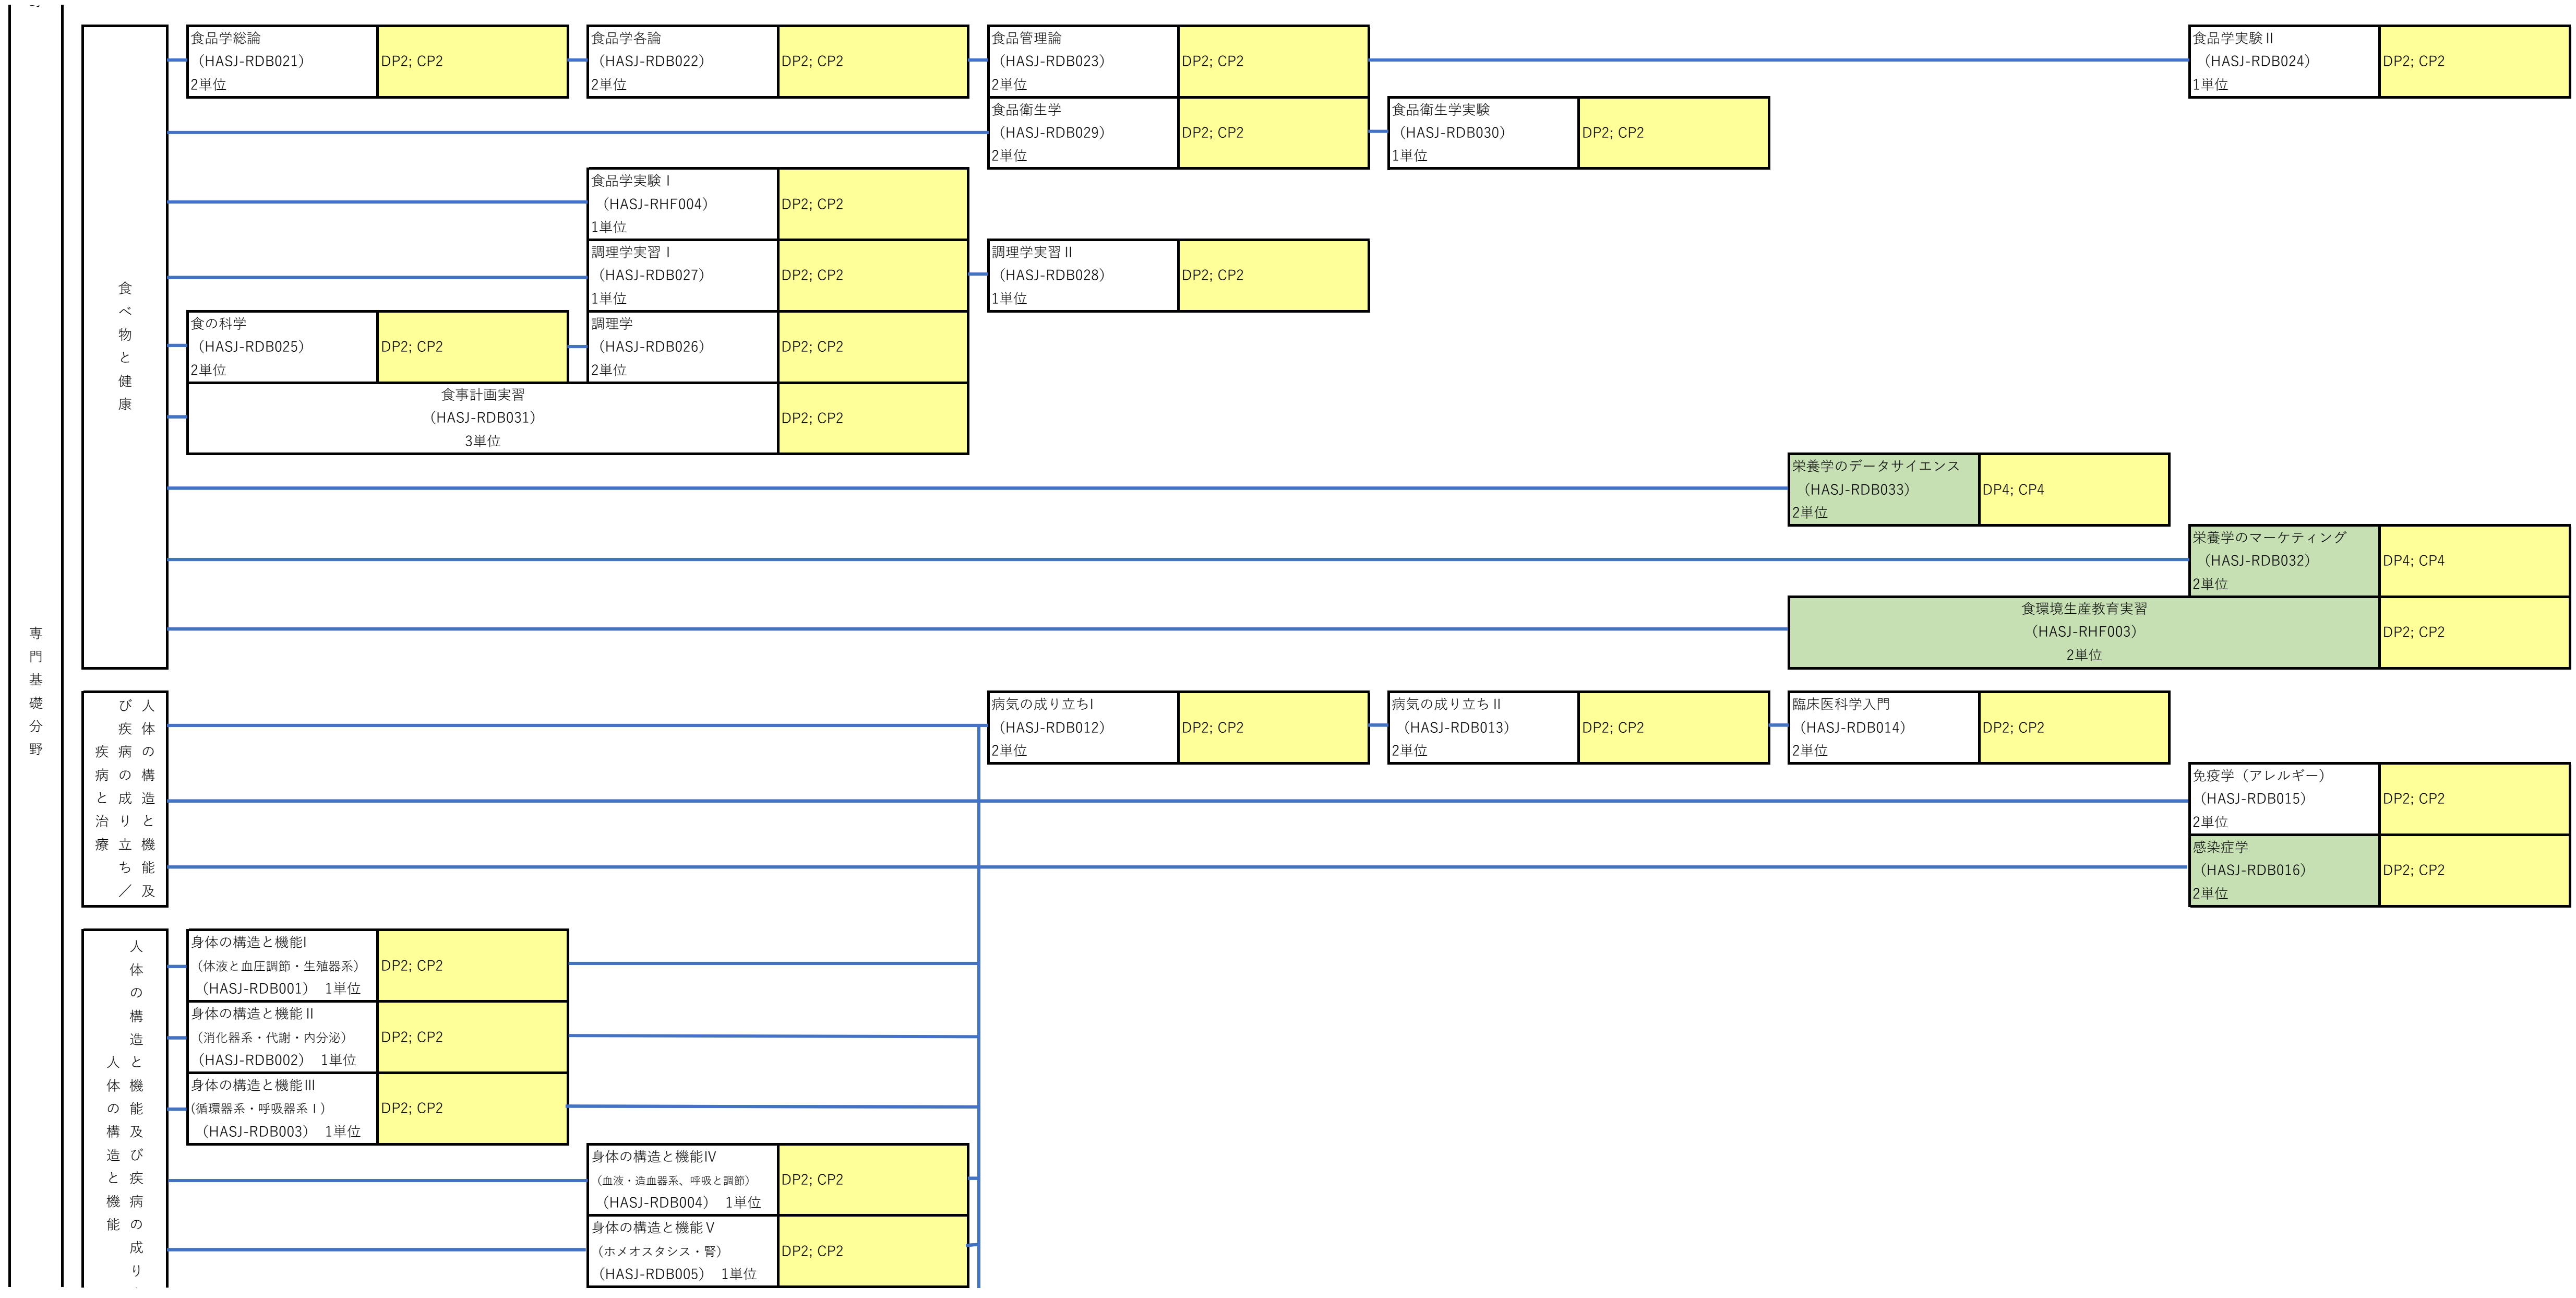 専門基礎分野
食べ物と健康
食品学総論
（HASJ-RDB021）
2単位
DP2; CP2
食品学各論
（HASJ-RDB022）
2単位
DP2; CP2
食品管理論
（HASJ-RDB023）
2単位
DP2; CP2
食品学実験Ⅱ
（HASJ-RDB024）
1単位
DP2; CP2
食品衛生学
（HASJ-RDB029）
2単位
DP2; CP2
食品衛生学実験
（HASJ-RDB030）
1単位
DP2; CP2
食品学実験Ⅰ
（HASJ-RHF004）
1単位
DP2; CP2
調理学実習Ⅰ
（HASJ-RDB027）
1単位
DP2; CP2
調理学実習Ⅱ
（HASJ-RDB028）
1単位
DP2; CP2
食の科学
（HASJ-RDB025）
2単位
DP2; CP2
調理学
（HASJ-RDB026）
2単位
DP2; CP2
食事計画実習
（HASJ-RDB031）
3単位
DP2; CP2
栄養学のデータサイエンス
（HASJ-RDB033）
2単位
DP4; CP4
栄養学のマーケティング
（HASJ-RDB032）
2単位
DP4; CP4
食環境生産教育実習
（HASJ-RHF003）
2単位
DP2; CP2
人体の構造と機能及
び疾病の成り立ち／
疾病と治療
病気の成り立ちI
（HASJ-RDB012）
2単位
DP2; CP2
病気の成り立ちⅡ
（HASJ-RDB013）
2単位
DP2; CP2
臨床医科学入門
（HASJ-RDB014）
2単位
DP2; CP2
免疫学（アレルギー）
（HASJ-RDB015）
2単位
DP2; CP2
感染症学
（HASJ-RDB016）
2単位
DP2; CP2
人体の構造と機能及び疾病の成り
人体の構造と機能
身体の構造と機能I
（体液と血圧調節・生殖器系）
（HASJ-RDB001） 1単位
DP2; CP2
身体の構造と機能Ⅱ
（消化器系・代謝・内分泌）
（HASJ-RDB002） 1単位
DP2; CP2
身体の構造と機能Ⅲ
（循環器系・呼吸器系Ⅰ）
（HASJ-RDB003） 1単位
DP2; CP2
身体の構造と機能Ⅳ
（血液・造血器系、呼吸と調節）
（HASJ-RDB004） 1単位
DP2; CP2
身体の構造と機能Ⅴ
（ホメオスタシス・腎）
（HASJ-RDB005） 1単位
DP2; CP2